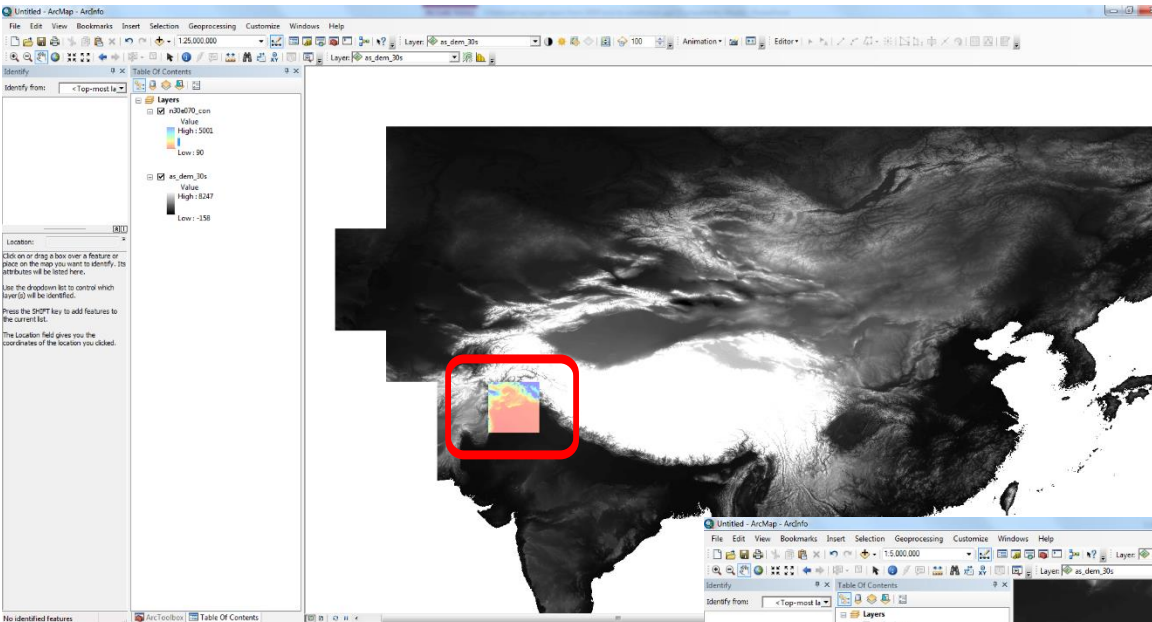 Untitled - ArcMap - ArcInfo
File Edit View Bookmarks Insert Selection Geoprocessing Customize Windows Help
1:25,000,000 Layer: as_dem_30s 100 Animation Editor
Layer: as_dem_30s
Identify
Identify from: <Top-most la
Location:
Click on or drag a box over a feature or
place on the map you want to identify. Its
attributes will be listed here.
Use the dropdown list to control which
layer(s) will be identified.
Press the SHIFT key to add features to
the current list.
The Location field gives you the
coordinates of the location you clicked.
No identified features
Table Of Contents
Layers
n30e070_con
Value
High : 5001
Low : 90
as_dem_30s
Value
High : 8247
Low : -158
ArcToolbox Table Of Contents
Untitled - ArcMap - ArcInfo
File Edit View Bookmarks Insert Selection Geoprocessing Customize Windows Help
1:5,000,000 Layer:
Layer: as_dem_30s
Identify
Identify from: <Top-most la
Table Of Contents
Layers